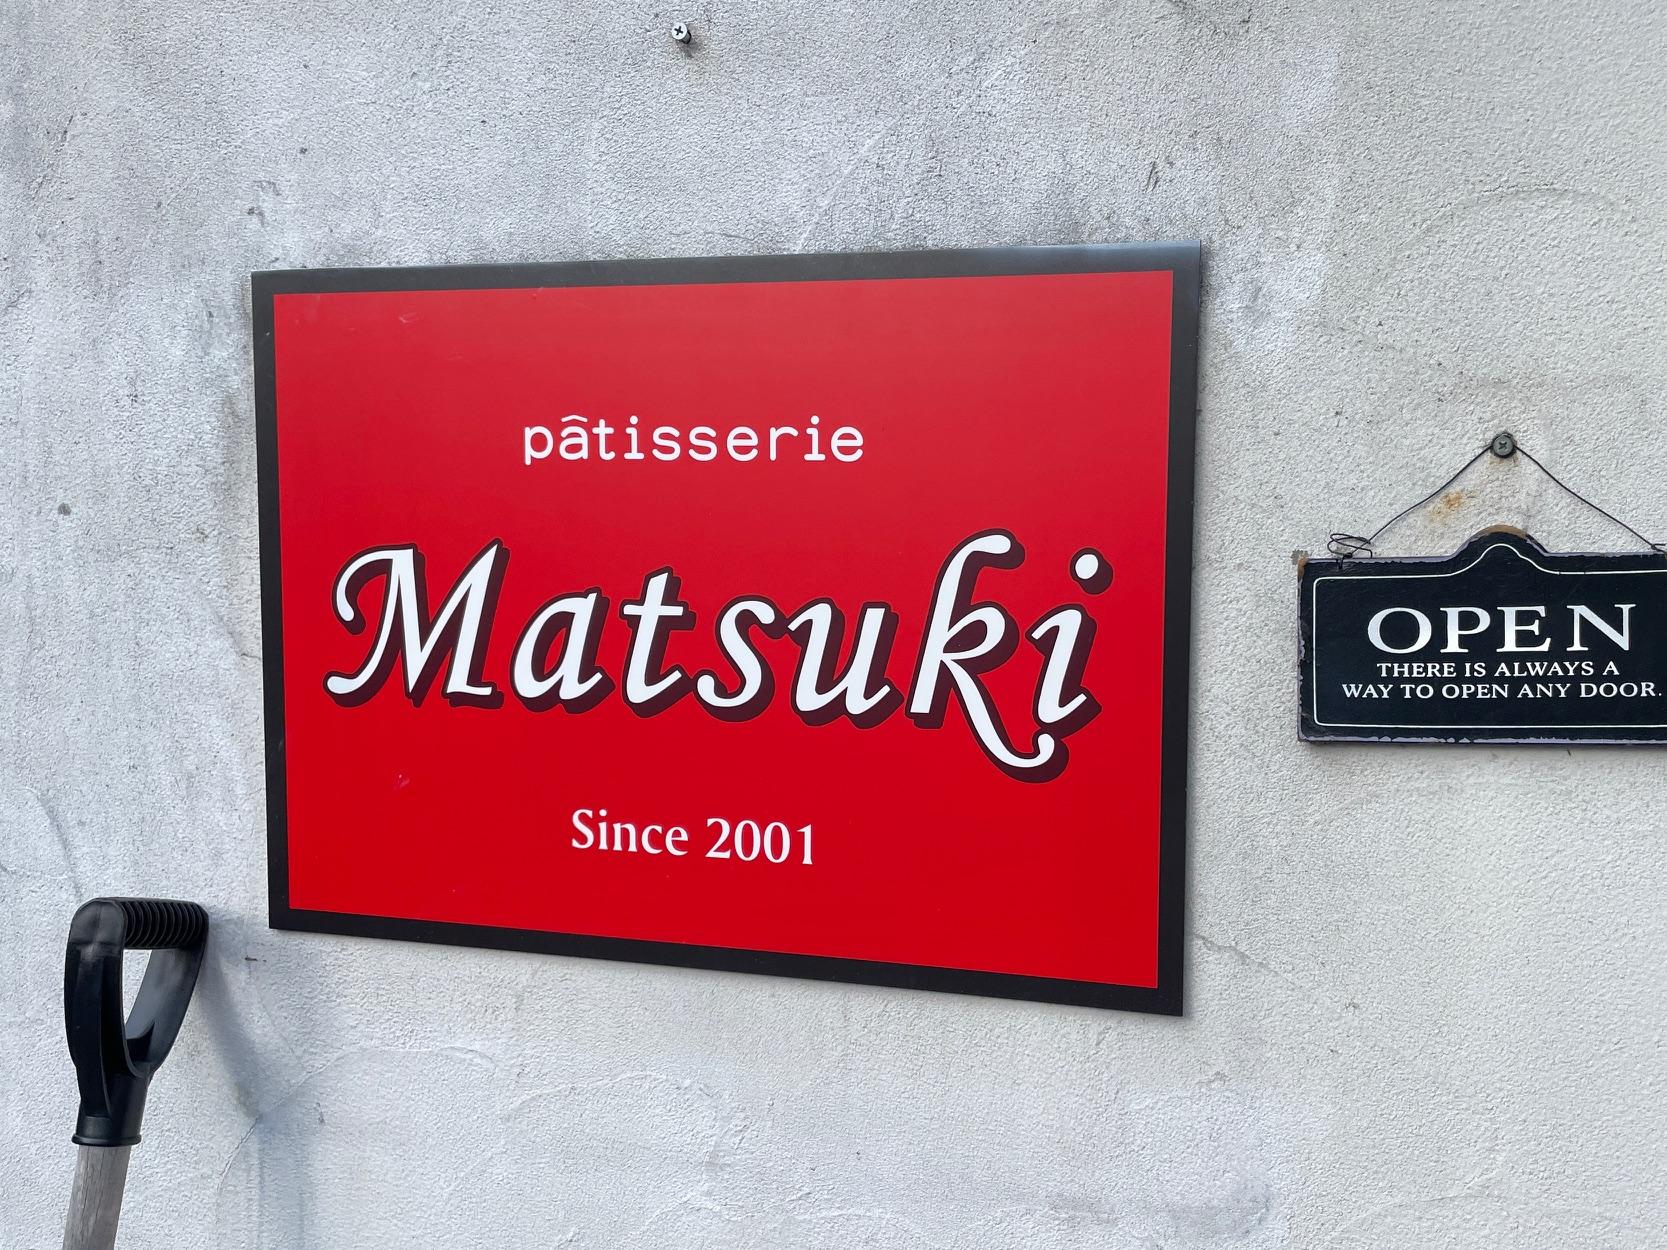 pâtisserie
Matsuki
Since 2001
OPEN
THERE IS ALWAYS A
WAY TO OPEN ANY DOOR.